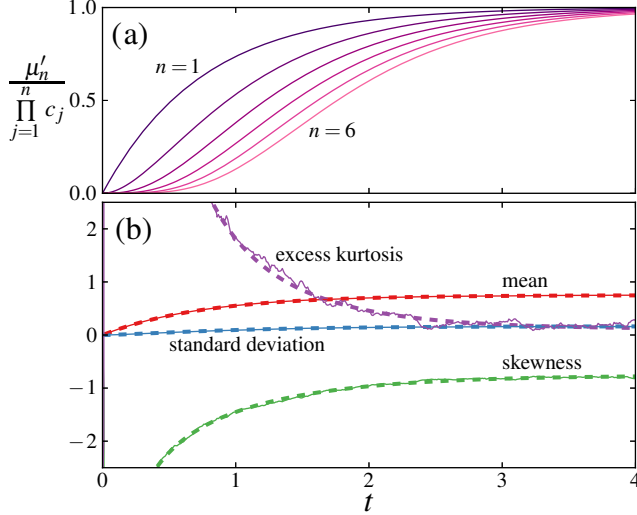 1.0
(a)
n = 1
μ′n
n
∏ cj
j=1
0.5
n = 6
0.0
2
(b)
excess kurtosis
1
mean
0
standard deviation
skewness
−1
−2
0 1 2 3 4
t